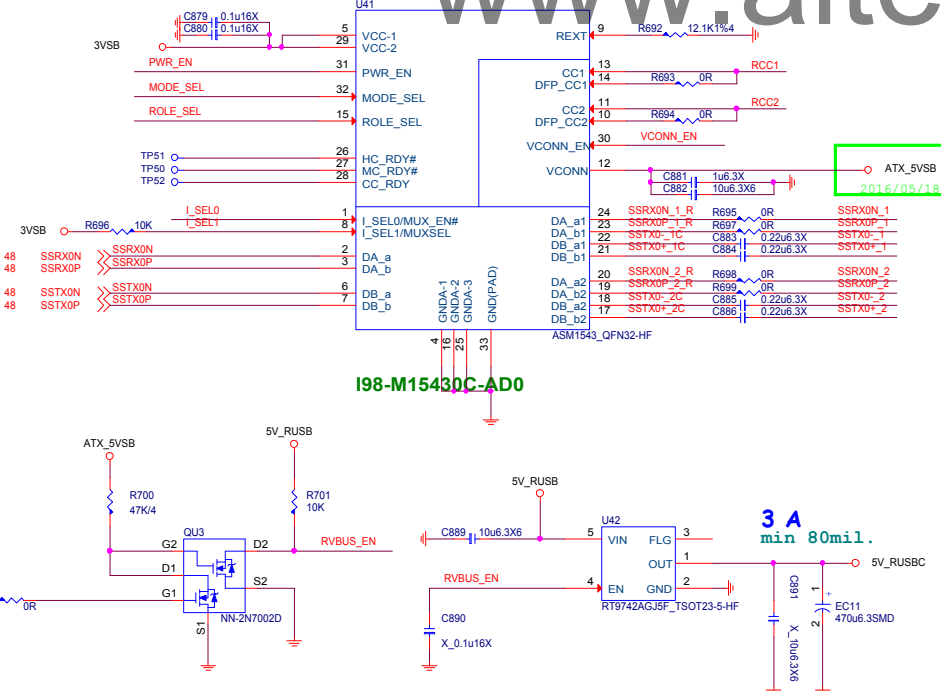 www.alte
U41
C879 0.1u16X
C880 0.1u16X
3VSB
5 VCC-1
29 VCC-2
PWR_EN 31 PWR_EN
MODE_SEL 32 MODE_SEL
ROLE_SEL 15 ROLE_SEL
TP51 26 HC_RDY#
TP50 27 MC_RDY#
TP52 28 CC_RDY
I_SEL0 1 I_SEL0/MUX_EN#
3VSB R696 10K I_SEL1 8 I_SEL1/MUXSEL
48 SSRX0N SSRX0N 2 DA_a
48 SSRX0P SSRX0P 3 DA_b
48 SSTX0N SSTX0N 6 DB_a
48 SSTX0P SSTX0P 7 DB_b
REXT 9 R692 12.1K1%4
CC1 13 RCC1
DFP_CC1 14 R693 0R
CC2 11 RCC2
DFP_CC2 10 R694 0R
VCONN_EN 30 VCONN_EN
VCONN 12 ATX_5VSB
C881 1u6.3X
C882 10u6.3X6
2016/05/18
DA_a1 24 SSRX0N_1_R R695 0R SSRX0N_1
DA_b1 23 SSRX0P_1_R R697 0R SSRX0P_1
DB_a1 22 SSTX0-_1C C883 0.22u6.3X SSTX0-_1
DB_b1 21 SSTX0+_1C C884 0.22u6.3X SSTX0+_1
DA_a2 20 SSRX0N_2_R R698 0R SSRX0N_2
DA_b2 19 SSRX0P_2_R R699 0R SSRX0P_2
DB_a2 18 SSTX0-_2C C885 0.22u6.3X SSTX0-_2
DB_b2 17 SSTX0+_2C C886 0.22u6.3X SSTX0+_2
GNDA-1 GNDA-2 GNDA-3 GND(PAD)
4 16 25 33
ASM1543_QFN32-HF
I98-M15430C-AD0
ATX_5VSB
5V_RUSB
R700
47K/4
R701
10K
QU3
G2 D2 RVBUS_EN
D1 S2
G1
0R
NN-2N7002D
S1
5V_RUSB
C889 10u6.3X6
U42
5 VIN FLG 3
OUT 1
RVBUS_EN 4 EN GND 2
RT9742AGJ5F_TSOT23-5-HF
C890
X_0.1u16X
3 A
min 80mil.
5V_RUSBC
C891
X_10u6.3X6
1
+
EC11
470u6.3SMD
2